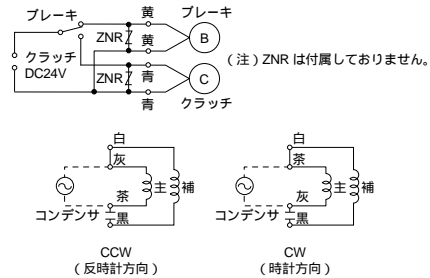 ブレーキ 黄 ブレーキ
ZNR 黄 B
クラッチ
DC24V
ZNR 青 C
青 クラッチ
(注)ZNR は付属しておりません。
白 白
灰 茶
主 補 主 補
茶 灰
コンデンサ 黒 コンデンサ 黒
CCW CW
(反時計方向) (時計方向)